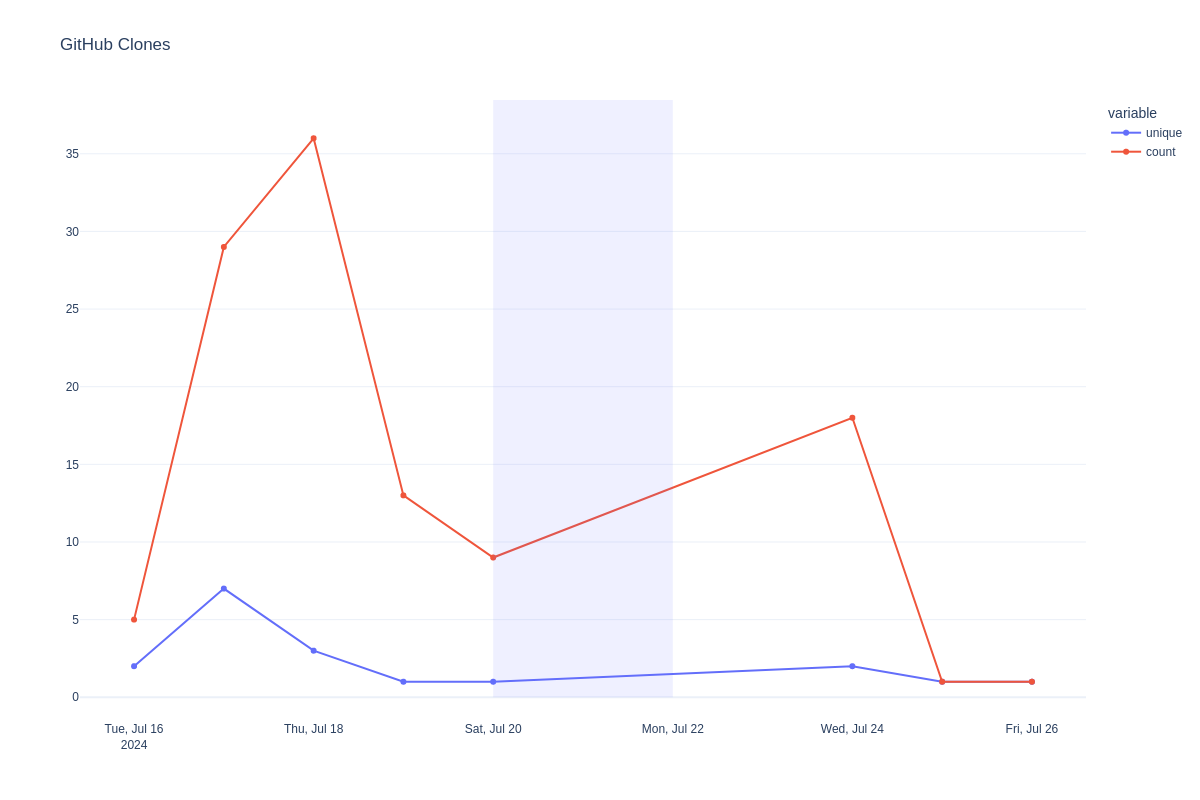 GitHub Clones
variable
unique
count
35
30
25
20
15
10
5
0
Tue, Jul 16
2024
Thu, Jul 18
Sat, Jul 20
Mon, Jul 22
Wed, Jul 24
Fri, Jul 26